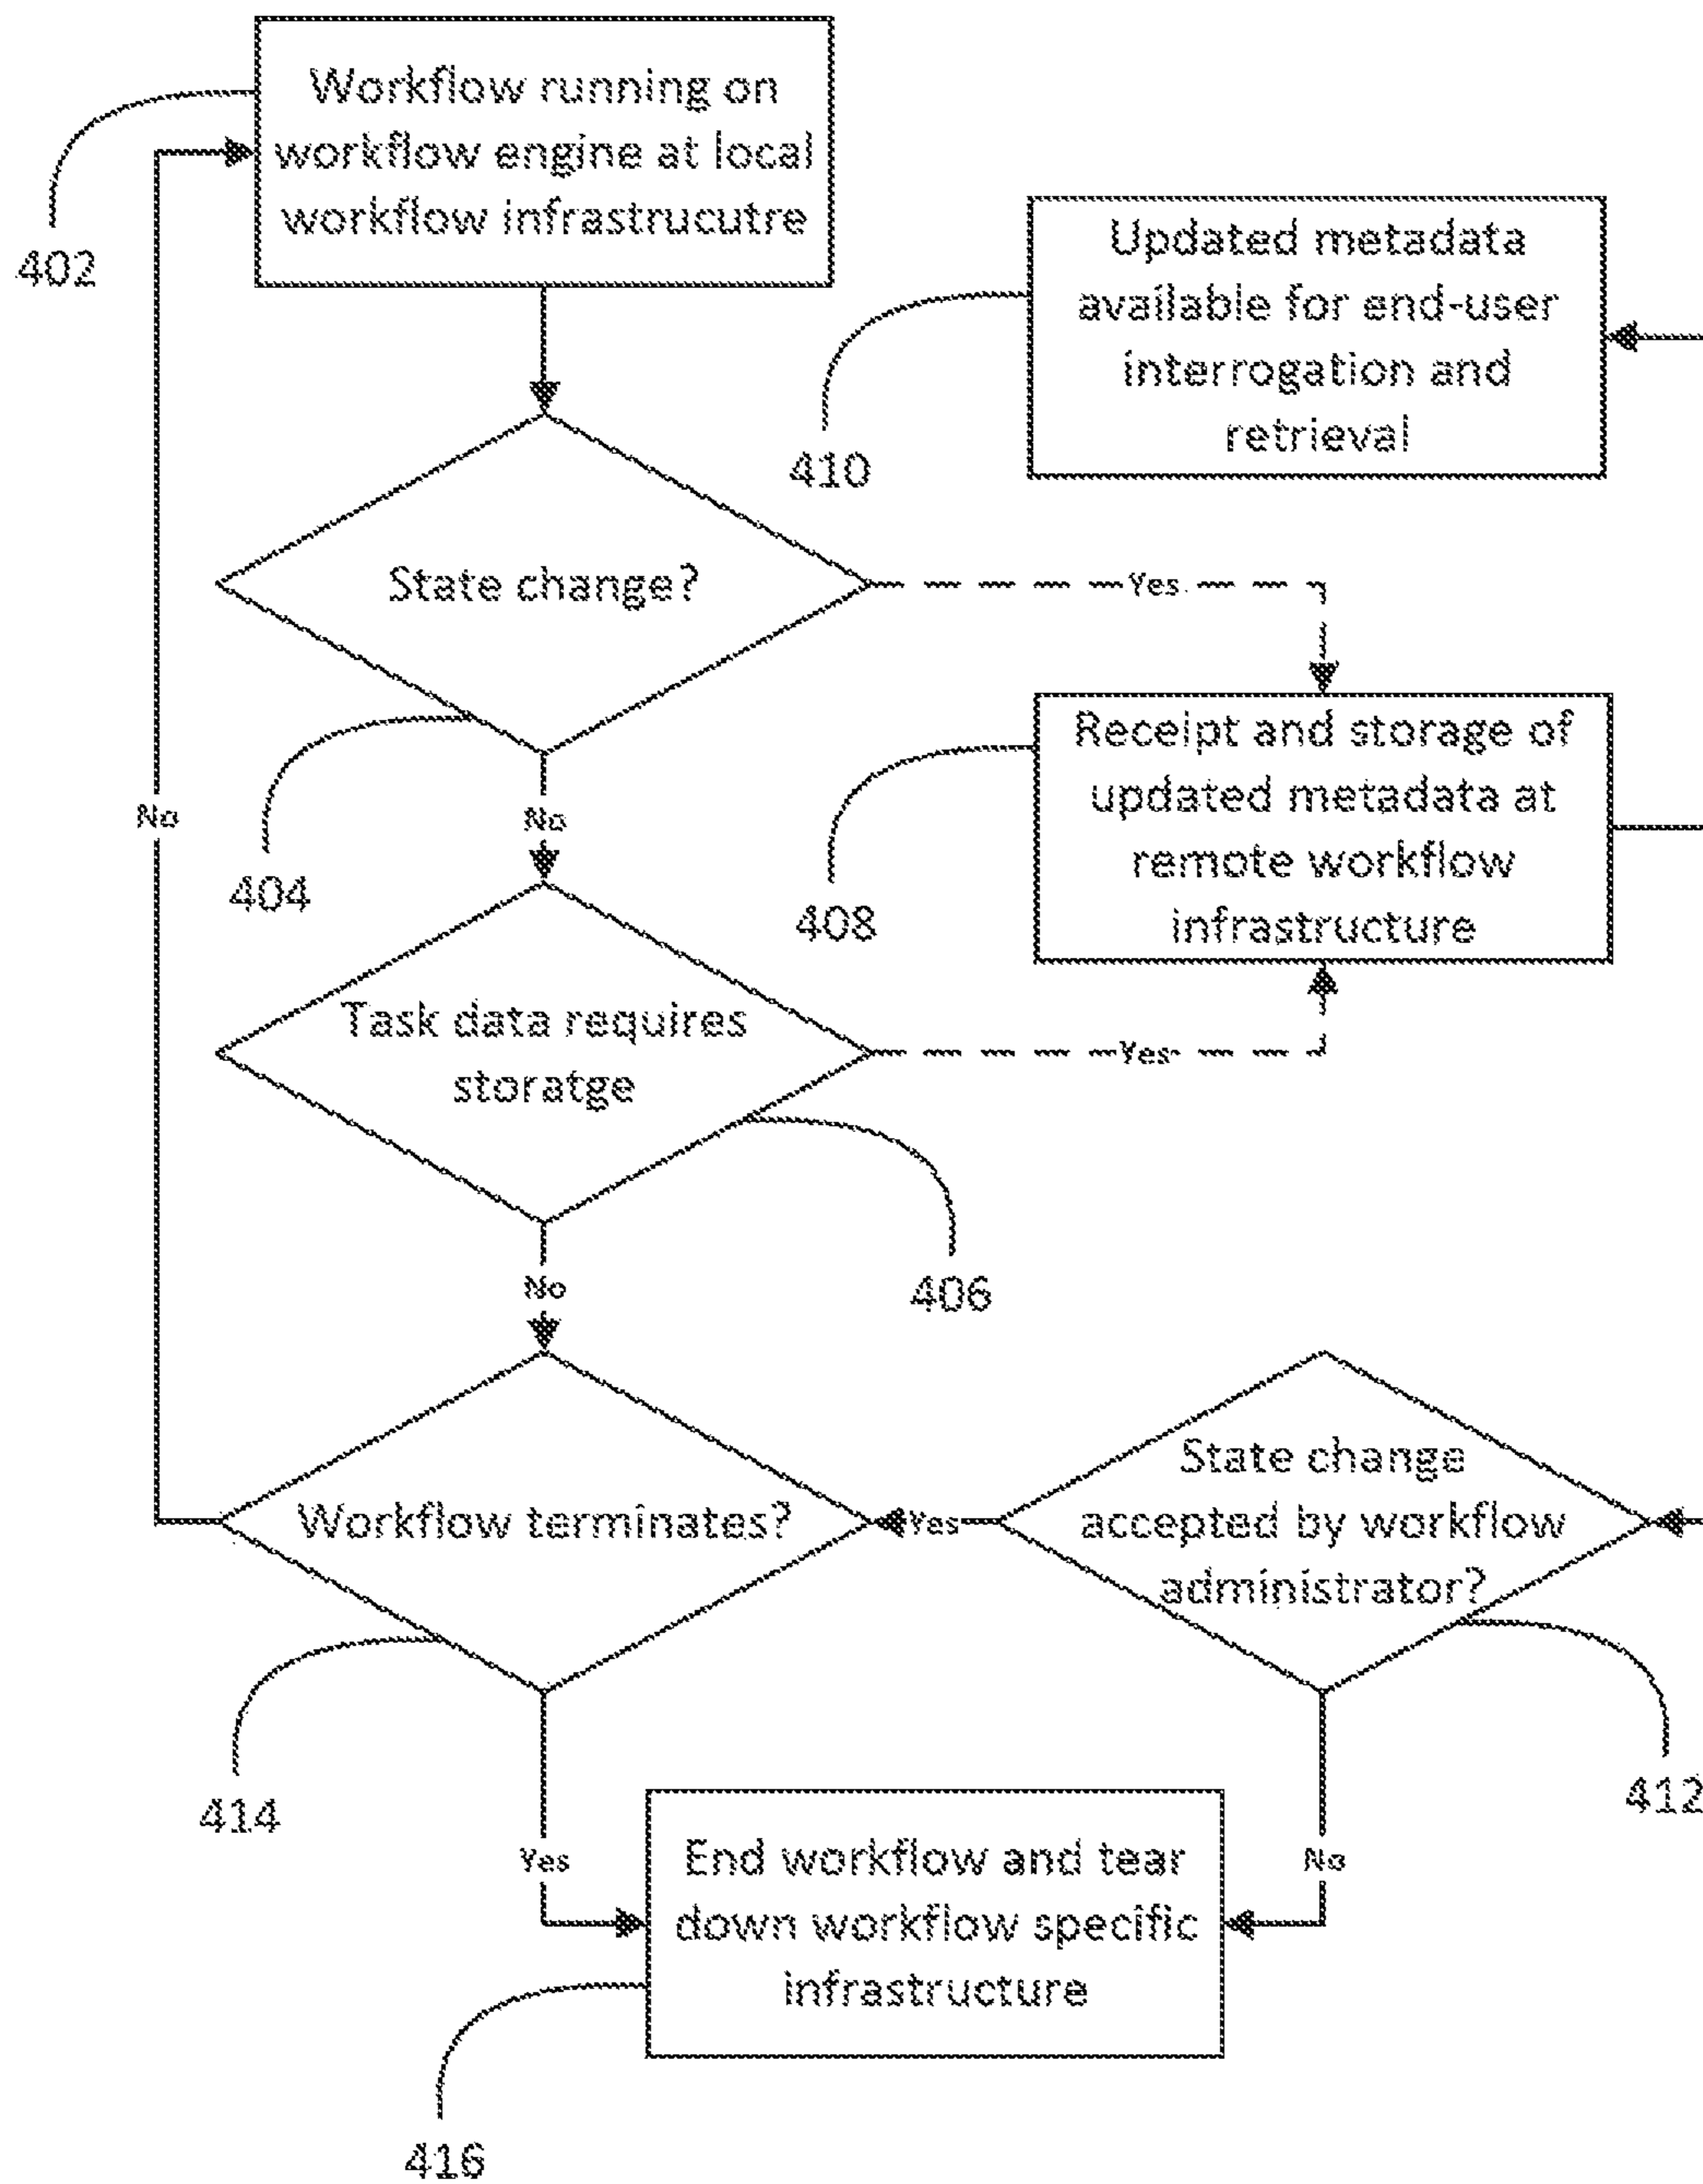 Workflow running on
workflow engine at local
workflow infrastrucutre
402
Updated metadata
available for end-user
interrogation and
retrieval
410
State change?
Yes
404
No
No
Receipt and storage of
updated metadata at
remote workflow
infrastructure
408
Task data requires
storatge
Yes
406
No
Workflow terminates?
Yes
State change
accepted by workflow
administrator?
414
412
Yes
No
End workflow and tear
down workflow specific
infrastructure
416